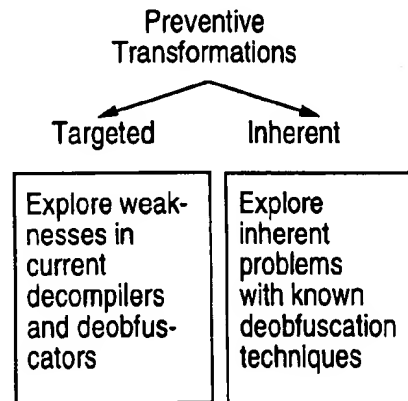 Preventive
Transformations
Targeted
Inherent
Explore weak-
nesses in
current
decompilers
and deobfus-
cators
Explore
inherent
problems
with known
deobfuscation
techniques